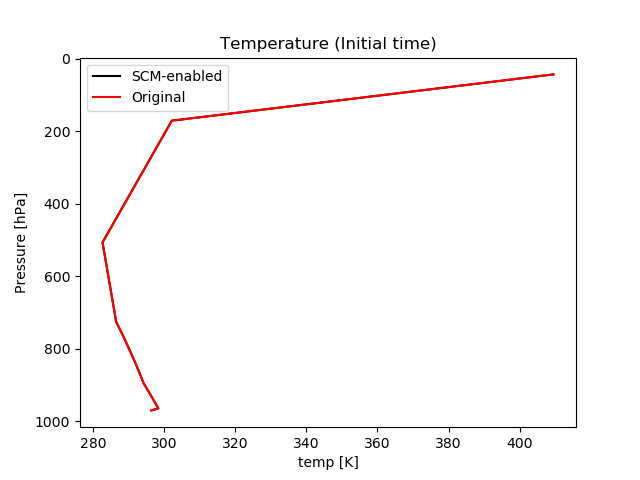 Temperature (Initial time)
SCM-enabled
Original
0
200
400
600
800
1000
Pressure [hPa]
280
300
320
340
360
380
400
temp [K]